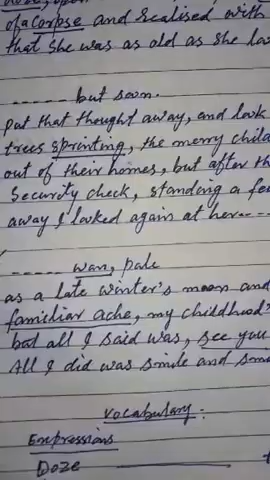 of a corpse and realised with
that she was as old as she
------ but soon.
put that thought away, and look
trees sprinting, the merry
out of their homes, but after
Security check, standing a
away I looked again at her----
------ wan, pale
as a late winter's moon and
familiar ache, my childhood's
but all I said was, see you
All I did was smile and
Vocabulary:
Expressions
Doze